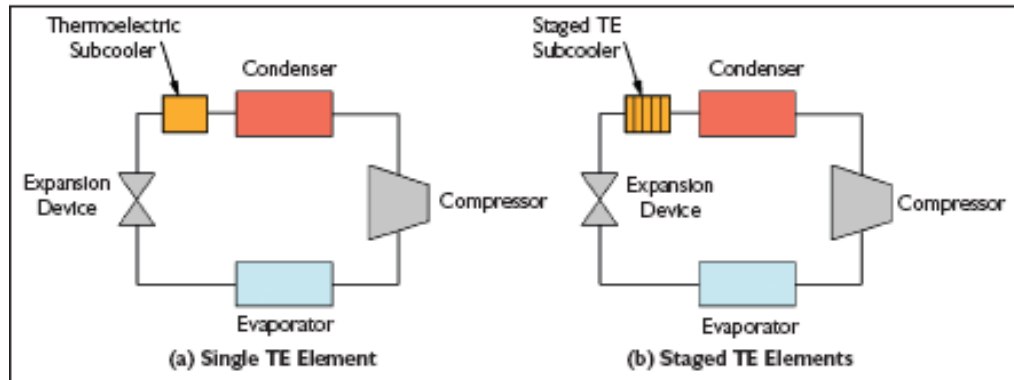 Thermoelectric
Subcooler
Condenser
Expansion
Device
Compressor
Evaporator
(a) Single TE Element
Staged TE
Subcooler
Condenser
Expansion
Device
Compressor
Evaporator
(b) Staged TE Elements